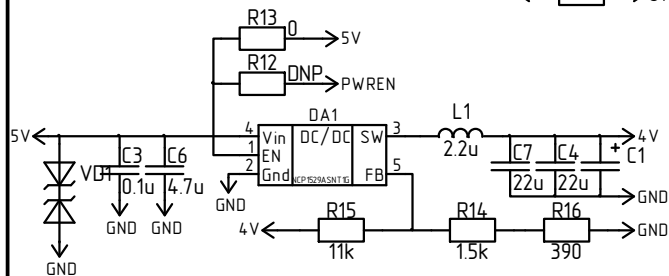 R13
0
5V
R12
DNP
PWREN
DA1
5V
4
Vin
DC/DC
SW
3
L1
2.2u
4V
1
EN
2
Gnd
FB
5
NCP1529ASNT1G
VD1
C3
0.1u
C6
4.7u
C7
22u
C4
22u
+
C1
GND
GND
GND
GND
4V
R15
11k
R14
1.5k
R16
390
GND
GND